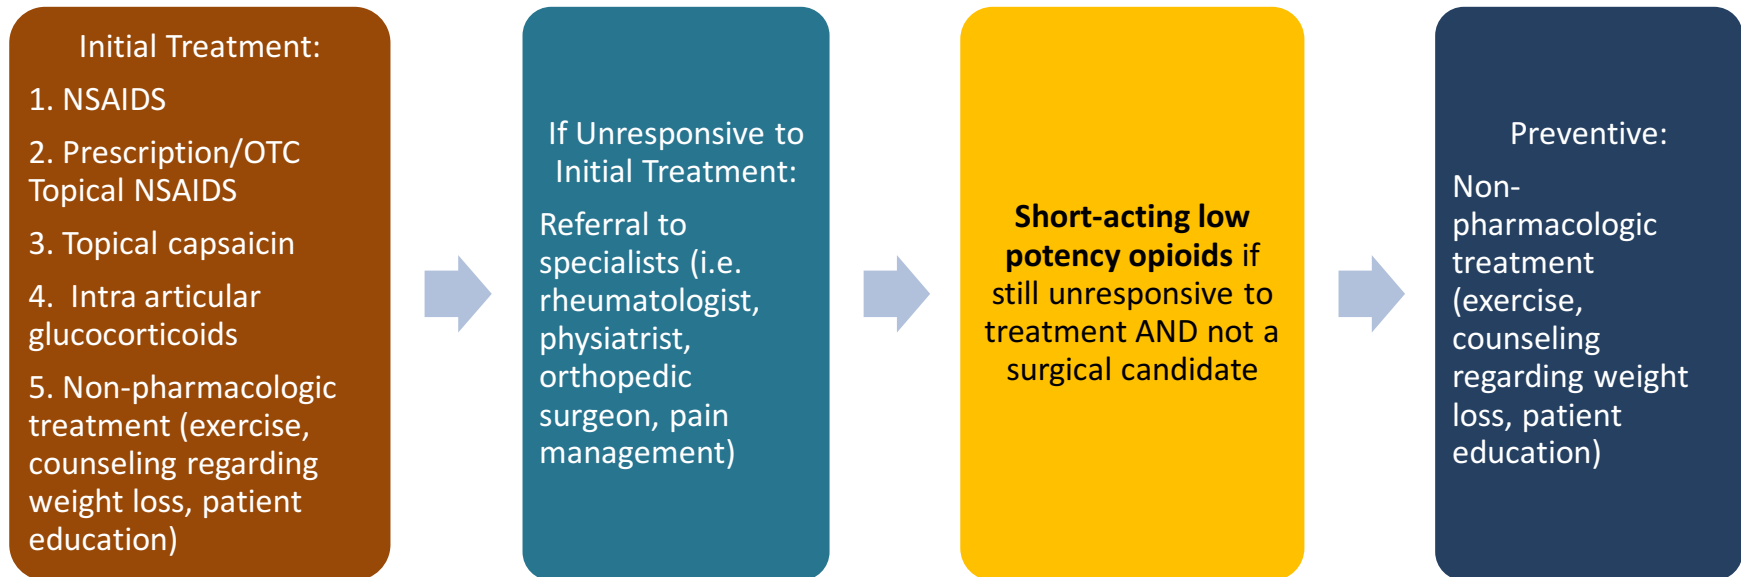 Initial Treatment:
1. NSAIDS
2. Prescription/OTC
Topical NSAIDS
3. Topical capsaicin
4.  Intra articular
glucocorticoids
5. Non-pharmacologic
treatment (exercise,
counseling regarding
weight loss, patient
education)
If Unresponsive to
Initial Treatment:
Referral to
specialists (i.e.
rheumatologist,
physiatrist,
orthopedic
surgeon, pain
management)
Short-acting low
potency opioids if
still unresponsive to
treatment AND not a
surgical candidate
Preventive:
Non-
pharmacologic
treatment
(exercise,
counseling
regarding weight
loss, patient
education)